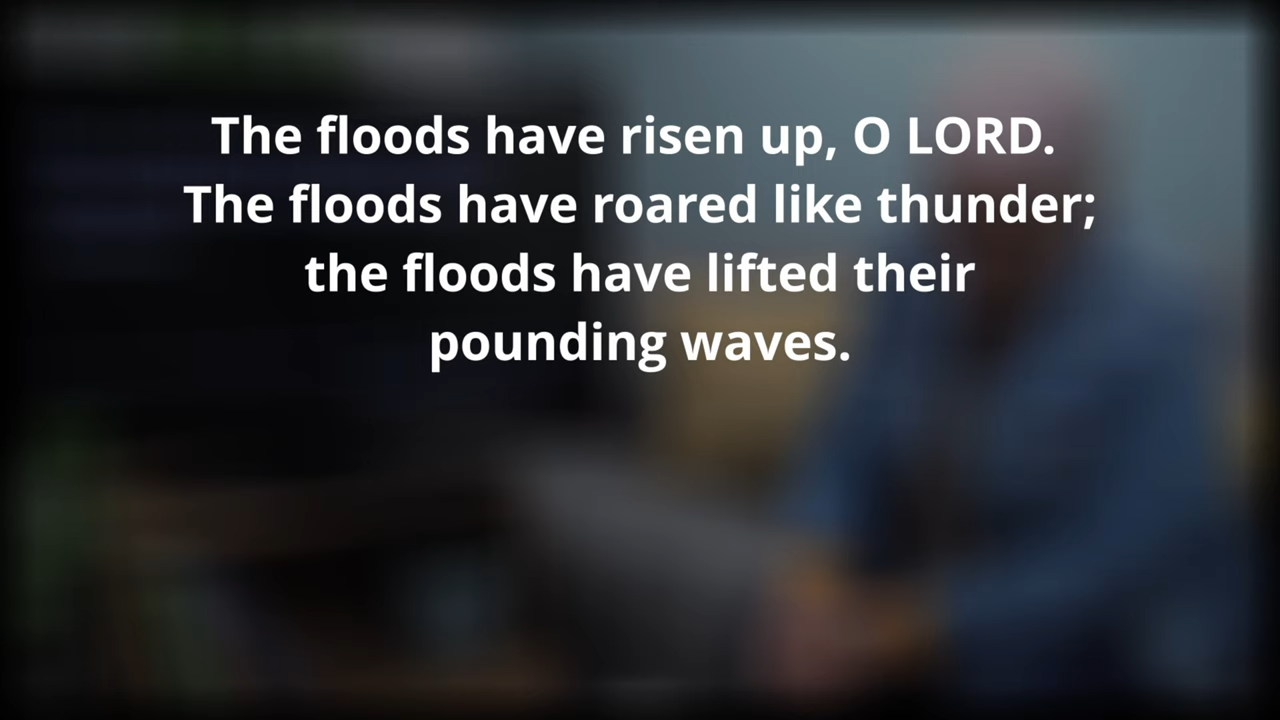 The floods have risen up, O LORD.
The floods have roared like thunder;
the floods have lifted their
pounding waves.